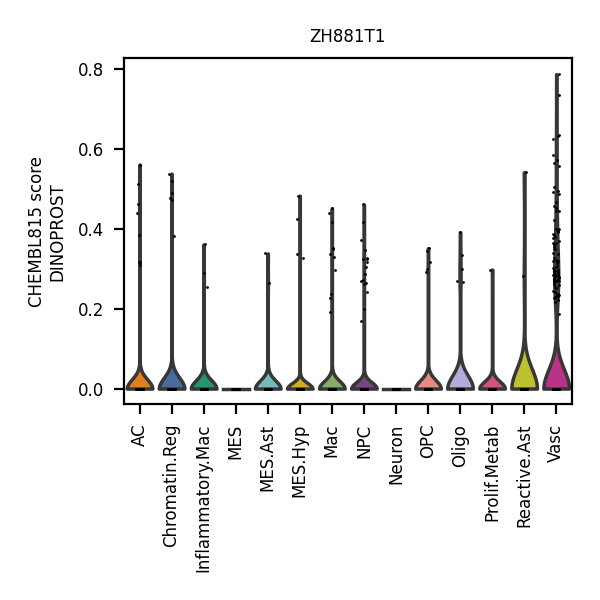 ZH881T1
CHEMBL815 score
DINOPROST
0.8
0.6
0.4
0.2
0.0
AC
Chromatin.Reg
Inflammatory.Mac
MES
MES.Ast
MES.Hyp
Mac
NPC
Neuron
OPC
Oligo
Prolif.Metab
Reactive.Ast
Vasc